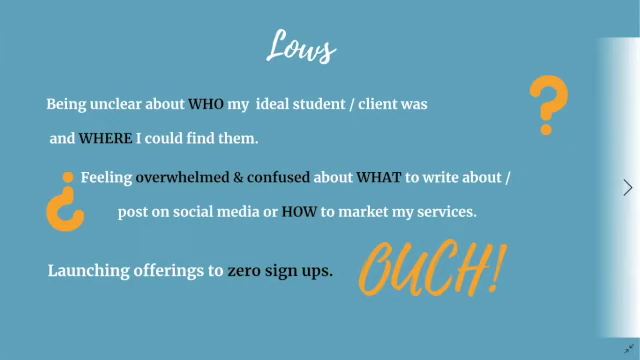 Lows
Being unclear about WHO my ideal student / client was
and WHERE I could find them.
?
Feeling overwhelmed & confused about WHAT to write about /
¿
post on social media or HOW to market my services.
Launching offerings to zero sign ups.
OUCH!